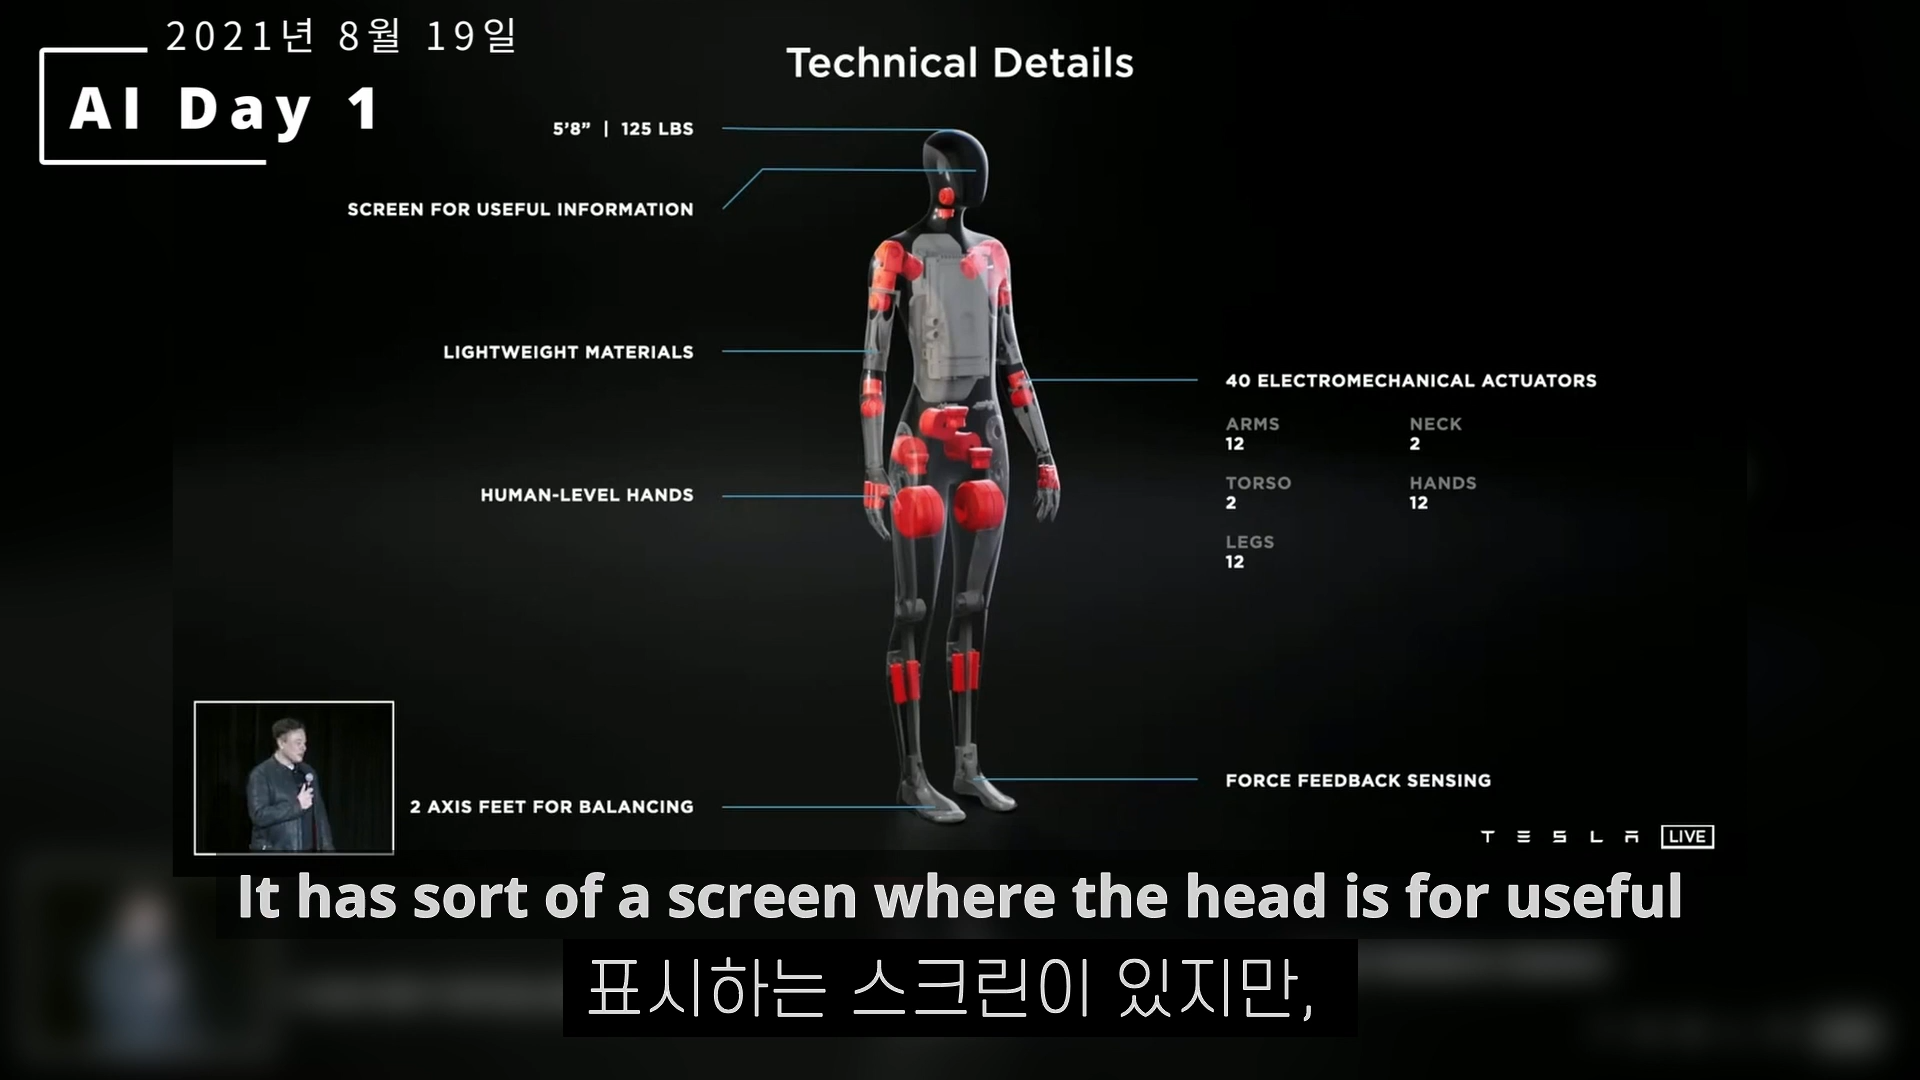 2021년 8월 19일
AI Day 1
Technical Details
5'8” | 125 LBS
SCREEN FOR USEFUL INFORMATION
LIGHTWEIGHT MATERIALS
HUMAN-LEVEL HANDS
2 AXIS FEET FOR BALANCING
40 ELECTROMECHANICAL ACTUATORS
ARMS NECK
12 2
TORSO HANDS
2 12
LEGS
12
FORCE FEEDBACK SENSING
TESLA LIVE
It has sort of a screen where the head is for useful
표시하는 스크린이 있지만,